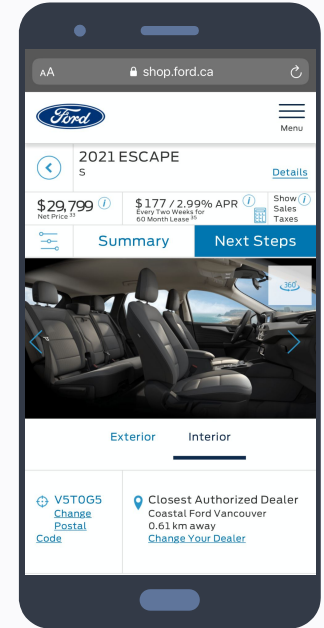 AA
shop.ford.ca
Ford
Menu
2021 ESCAPE
S
Details
$29,799
Net Price 33
$177 / 2.99% APR
Every Two Weeks for
60 Month Lease 35
Show
Sales
Taxes
Summary
Next Steps
360°
Exterior
Interior
V5T0G5
Change
Postal
Code
Closest Authorized Dealer
Coastal Ford Vancouver
0.61 km away
Change Your Dealer